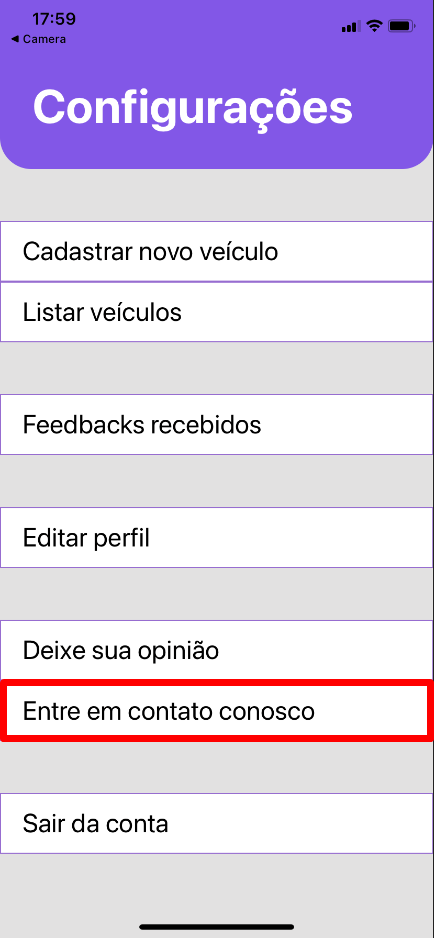 17:59
◀ Camera
Configurações
Cadastrar novo veículo
Listar veículos
Feedbacks recebidos
Editar perfil
Deixe sua opinião
Entre em contato conosco
Sair da conta